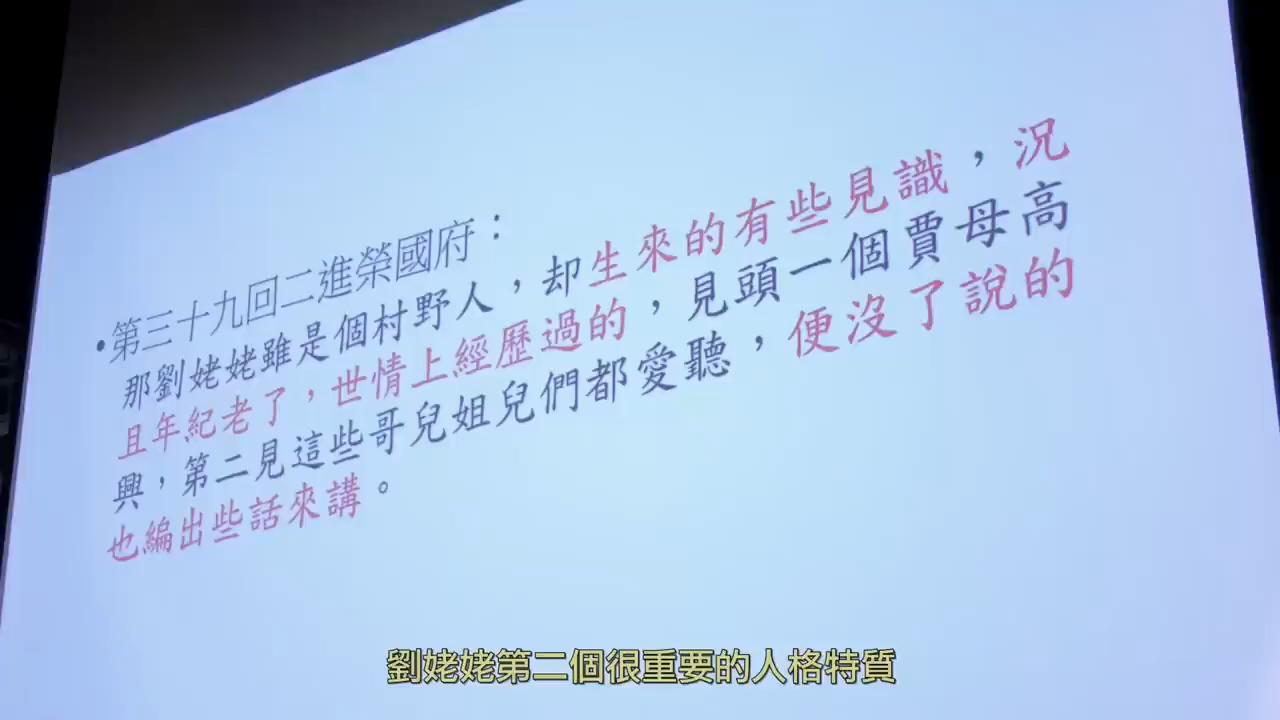 •第三十九回二進榮國府：
那劉姥姥雖是個村野人，却生來的有些見識，況
且年紀老了，世情上經歷過的，見頭一個賈母高
興，第二見這些哥兒姐兒們都愛聽，便沒了說的
也編出些話來講。
劉姥姥第二個很重要的人格特質